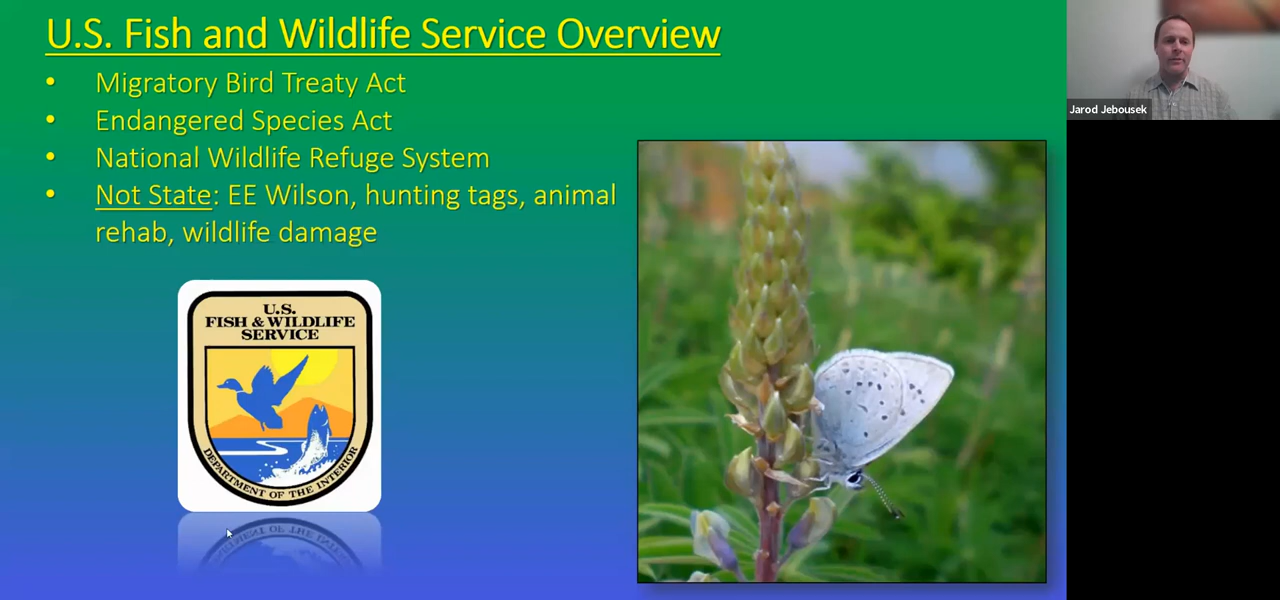 U.S. Fish and Wildlife Service Overview
• Migratory Bird Treaty Act
• Endangered Species Act
• National Wildlife Refuge System
• Not State: EE Wilson, hunting tags, animal
rehab, wildlife damage
U.S.
FISH & WILDLIFE
SERVICE
DEPARTMENT OF THE INTERIOR
Jarod Jebousek